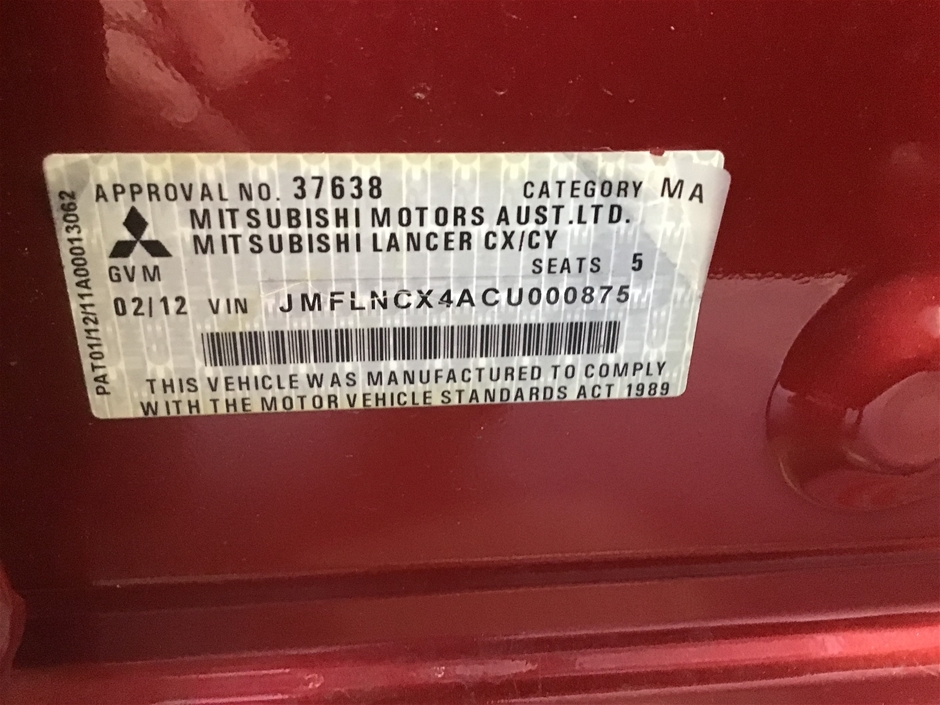 APPROVAL NO. 37638 CATEGORY MA
MITSUBISHI MOTORS AUST.LTD.
MITSUBISHI LANCER CX/CY
GVM SEATS 5
02/12 VIN JMFLNCX4ACU000875
THIS VEHICLE WAS MANUFACTURED TO COMPLY
WITH THE MOTOR VEHICLE STANDARDS ACT 1989
PAT01/12/11A00013062